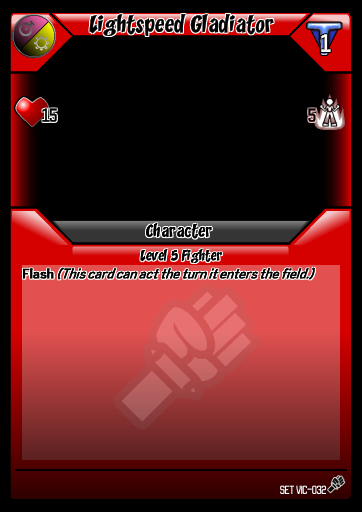 Lightspeed Gladiator
1
15
5
Character
Level 5 Fighter
Flash (This card can act the turn it enters the field.)
SET VIC-032